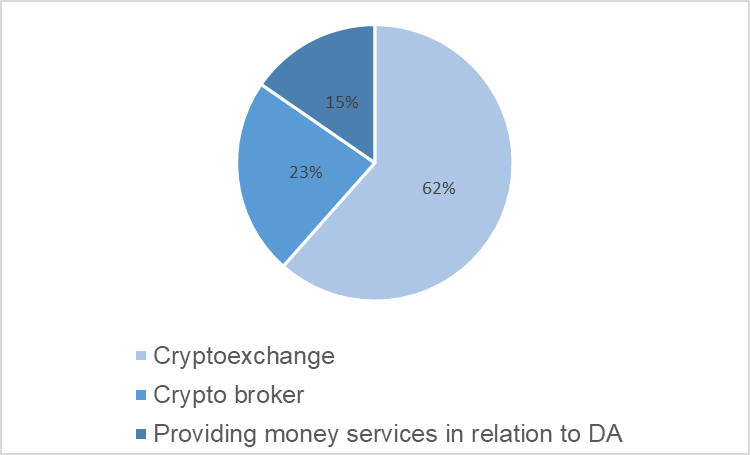 15%
23%
62%
Cryptoexchange
Crypto broker
Providing money services in relation to DA